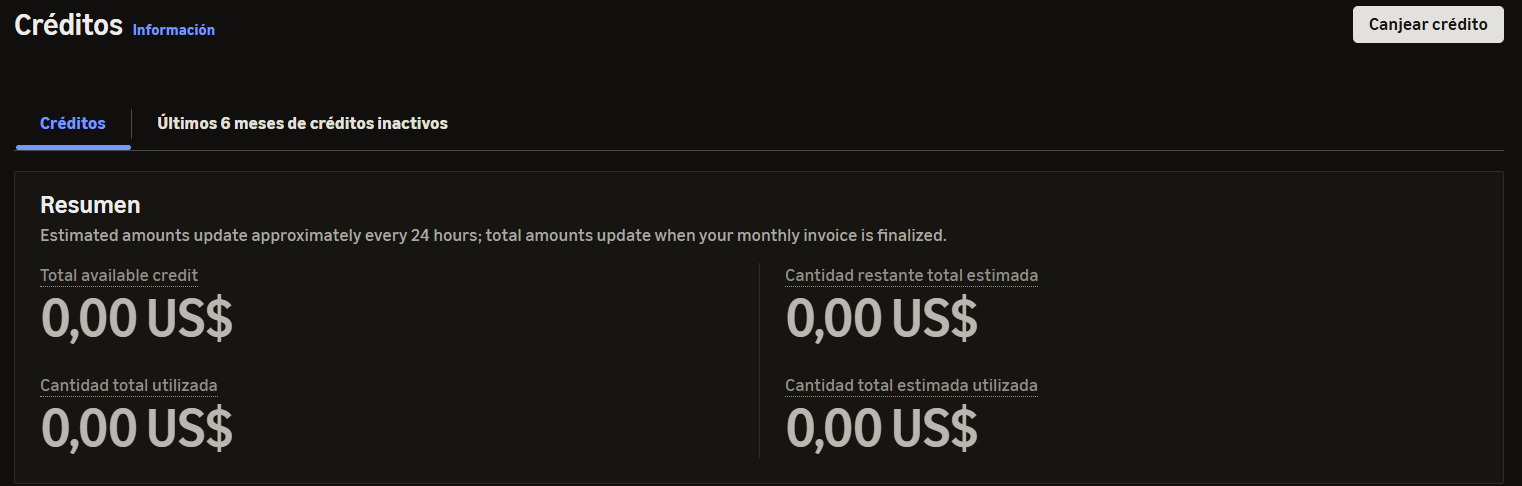 Créditos Información
Canjear crédito
Créditos
Últimos 6 meses de créditos inactivos
Resumen
Estimated amounts update approximately every 24 hours; total amounts update when your monthly invoice is finalized.
Total available credit
0,00 US$
Cantidad restante total estimada
0,00 US$
Cantidad total utilizada
0,00 US$
Cantidad total estimada utilizada
0,00 US$